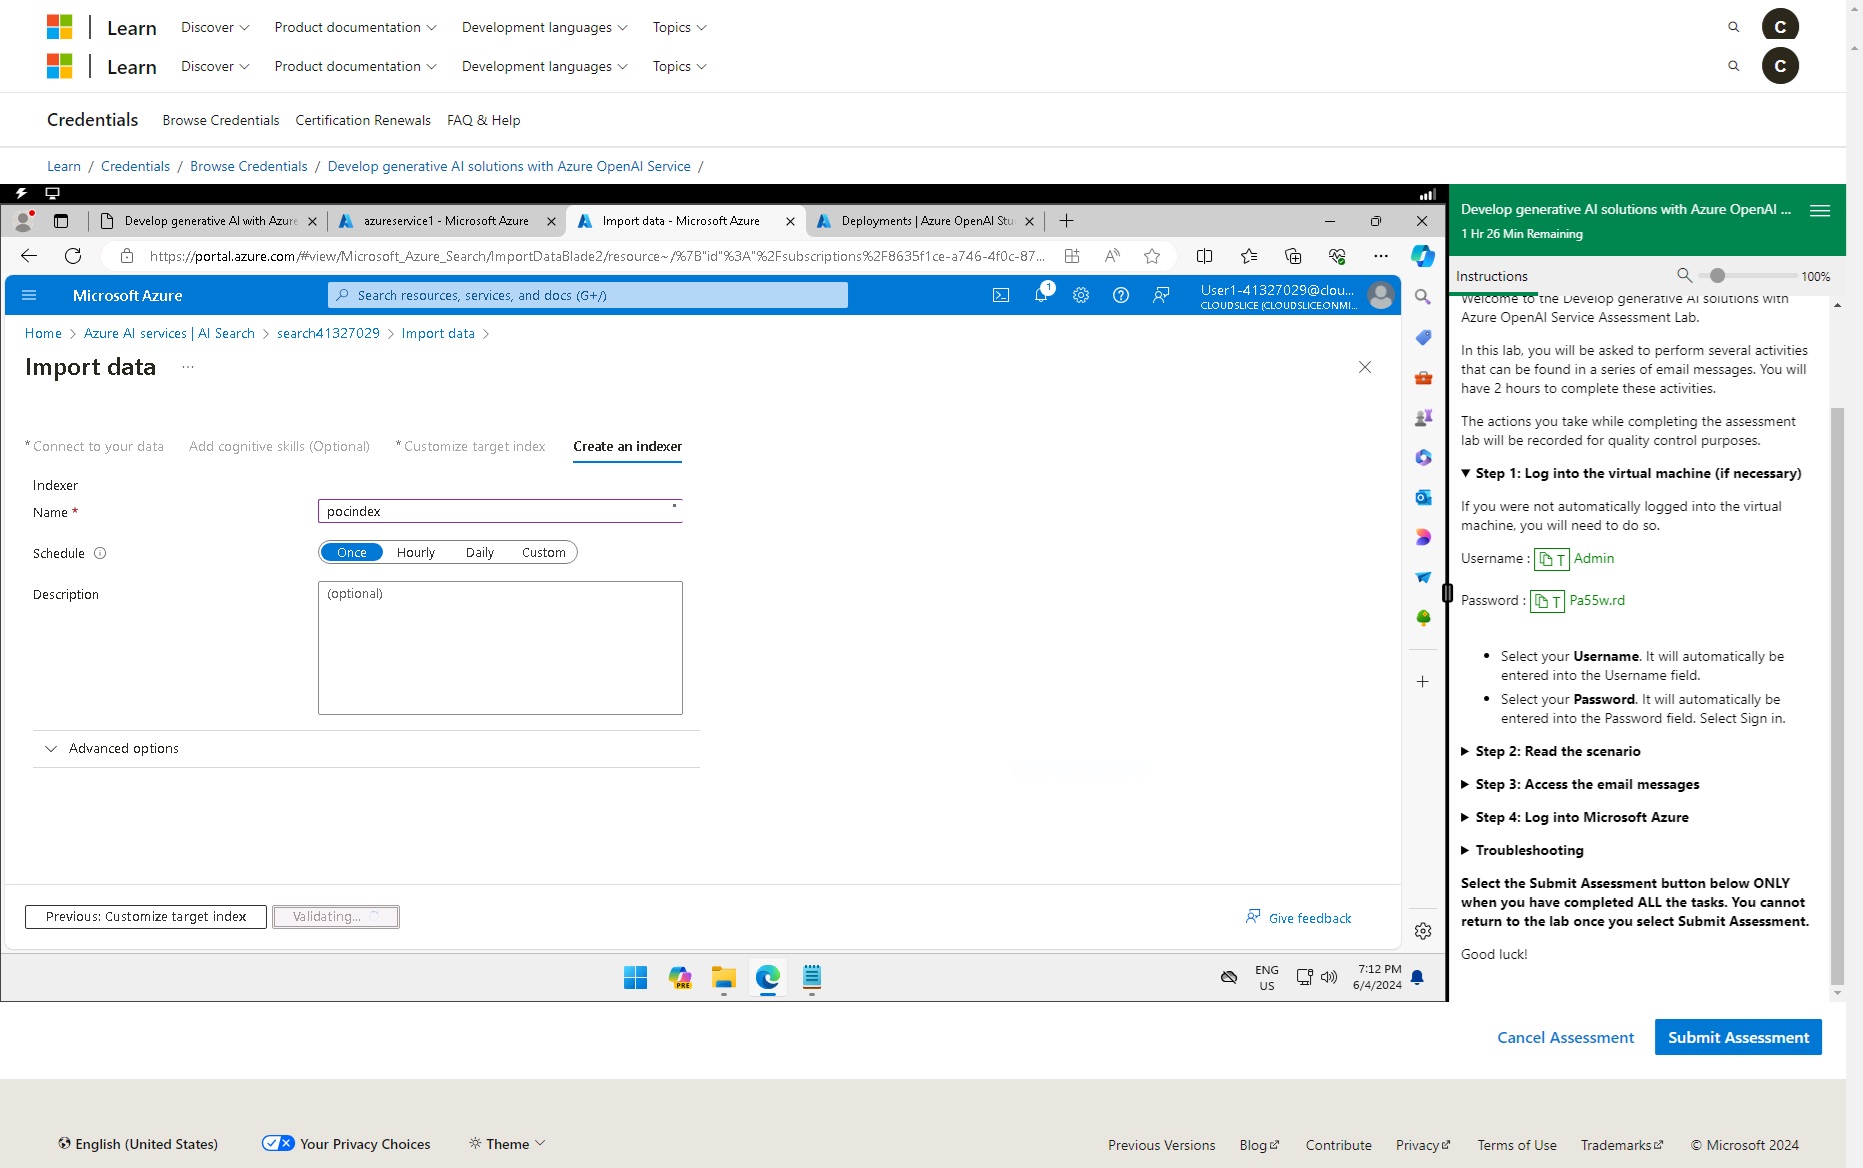 Learn Discover Product documentation Development languages Topics C
Learn Discover Product documentation Development languages Topics C
Credentials Browse Credentials Certification Renewals FAQ & Help
Learn / Credentials / Browse Credentials / Develop generative AI solutions with Azure OpenAI Service /
Develop generative AI with Azure azureservice1 - Microsoft Azure Import data - Microsoft Azure Deployments | Azure OpenAI Stu
https://portal.azure.com/#view/Microsoft_Azure_Search/ImportDataBlade2/resource~/%7B"id"%3A"%2Fsubscriptions%2F8635f1ce-a746-4f0c-87...
Microsoft Azure
Search resources, services, and docs (G+/)
1
User1-41327029@clou...
CLOUDSLICE (CLOUDSLICE.ONMI...
Home > Azure AI services | AI Search > search41327029 > Import data >
Import data ...
* Connect to your data Add cognitive skills (Optional) * Customize target index Create an indexer
Indexer
Name * pocindex
Schedule Once Hourly Daily Custom
Description (optional)
Advanced options
Previous: Customize target index Validating...
Give feedback
PRE
ENG
US
7:12 PM
6/4/2024
Develop generative AI solutions with Azure OpenAI ...
1 Hr 26 Min Remaining
Instructions 100%
Welcome to the Develop generative AI solutions with
Azure OpenAI Service Assessment Lab.
In this lab, you will be asked to perform several activities
that can be found in a series of email messages. You will
have 2 hours to complete these activities.
The actions you take while completing the assessment
lab will be recorded for quality control purposes.
Step 1: Log into the virtual machine (if necessary)
If you were not automatically logged into the virtual
machine, you will need to do so.
Username : T Admin
Password : T Pa55w.rd
• Select your Username. It will automatically be
entered into the Username field.
• Select your Password. It will automatically be
entered into the Password field. Select Sign in.
Step 2: Read the scenario
Step 3: Access the email messages
Step 4: Log into Microsoft Azure
Troubleshooting
Select the Submit Assessment button below ONLY
when you have completed ALL the tasks. You cannot
return to the lab once you select Submit Assessment.
Good luck!
Cancel Assessment Submit Assessment
English (United States) Your Privacy Choices Theme
Previous Versions Blog Contribute Privacy Terms of Use Trademarks © Microsoft 2024